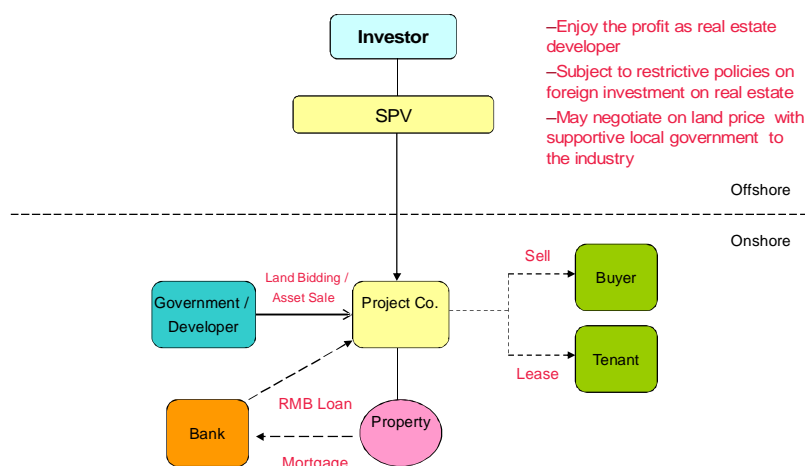 Investor
–Enjoy the profit as real estate
developer
–Subject to restrictive policies on
foreign investment on real estate
–May negotiate on land price with
supportive local government to
the industry
SPV
Offshore
Onshore
Sell
Buyer
Land Bidding /
Asset Sale
Government /
Developer
Project Co.
Tenant
Lease
RMB Loan
Property
Bank
Mortgage